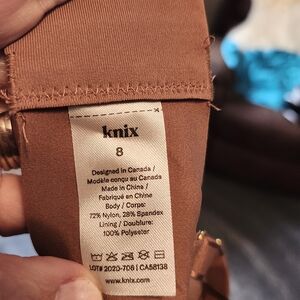 knix
8
Designed in Canada /
Modèle conçu au Canada
Made in China /
Fabriqué en Chine
Body / Corps:
72% Nylon, 28% Spandex
Lining / Doublure:
100% Polyester
LOT# 2020-706 | CA58138
www.knix.com